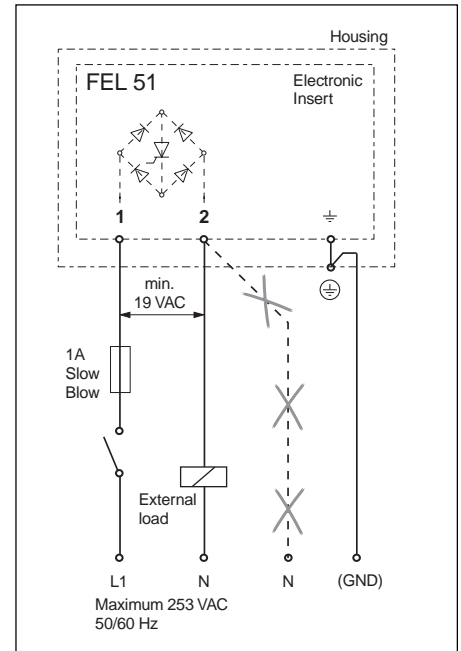 Housing
FEL 51
Electronic
Insert
1
2
min.
19 VAC
1A
Slow
Blow
External
load
L1
N
N
(GND)
Maximum 253 VAC
50/60 Hz